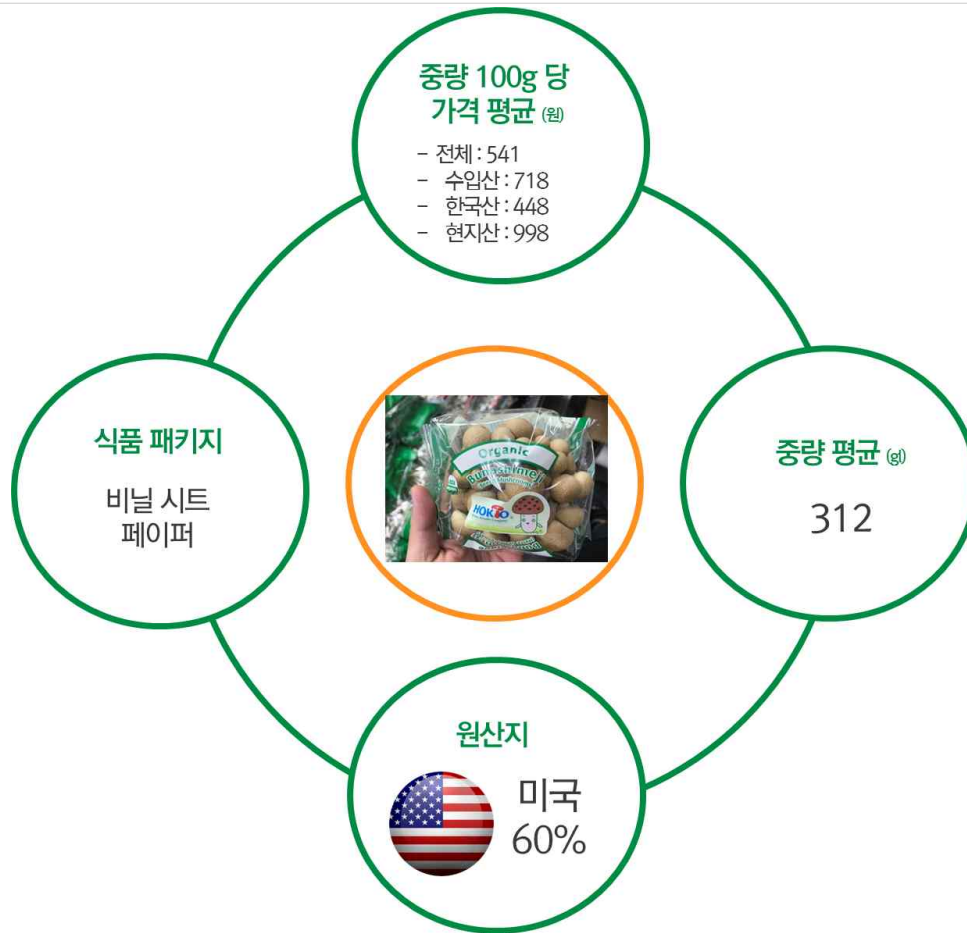 중량 100g 당
가격 평균 (원)
- 전체 : 541
- 수입산 : 718
- 한국산 : 448
- 현지산 : 998
식품 패키지
비닐 시트
페이퍼
Organic
Bunashimeji
HOKTO
중량 평균 (g)
312
원산지
미국
60%